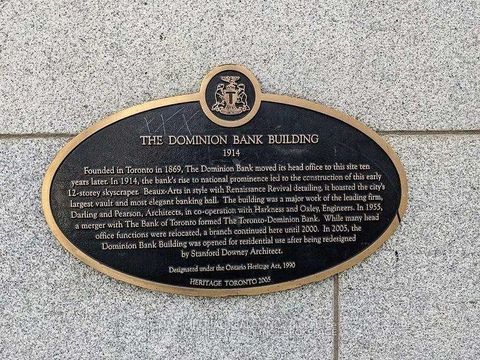 THE DOMINION BANK BUILDING
1914
Founded in Toronto in 1869, The Dominion Bank moved its head office to this site ten
years later. In 1914, the bank's rise to national prominence led to the construction of this early
12-storey skyscraper. Beaux-Arts in style with Renaissance Revival detailing, it boasted the city's
largest vault and most elegant banking hall. The building was a major work of the leading firm,
Darling and Pearson, Architects, in co-operation with Harkness and Oxley, Engineers. In 1955,
a merger with The Bank of Toronto formed The Toronto-Dominion Bank. While many head
office functions were relocated, a branch continued here until 2000. In 2005, the
Dominion Bank Building was opened for residential use after being redesigned
by Stanford Downey Architect.
Designated under the Ontario Heritage Act, 1990
HERITAGE TORONTO 2005